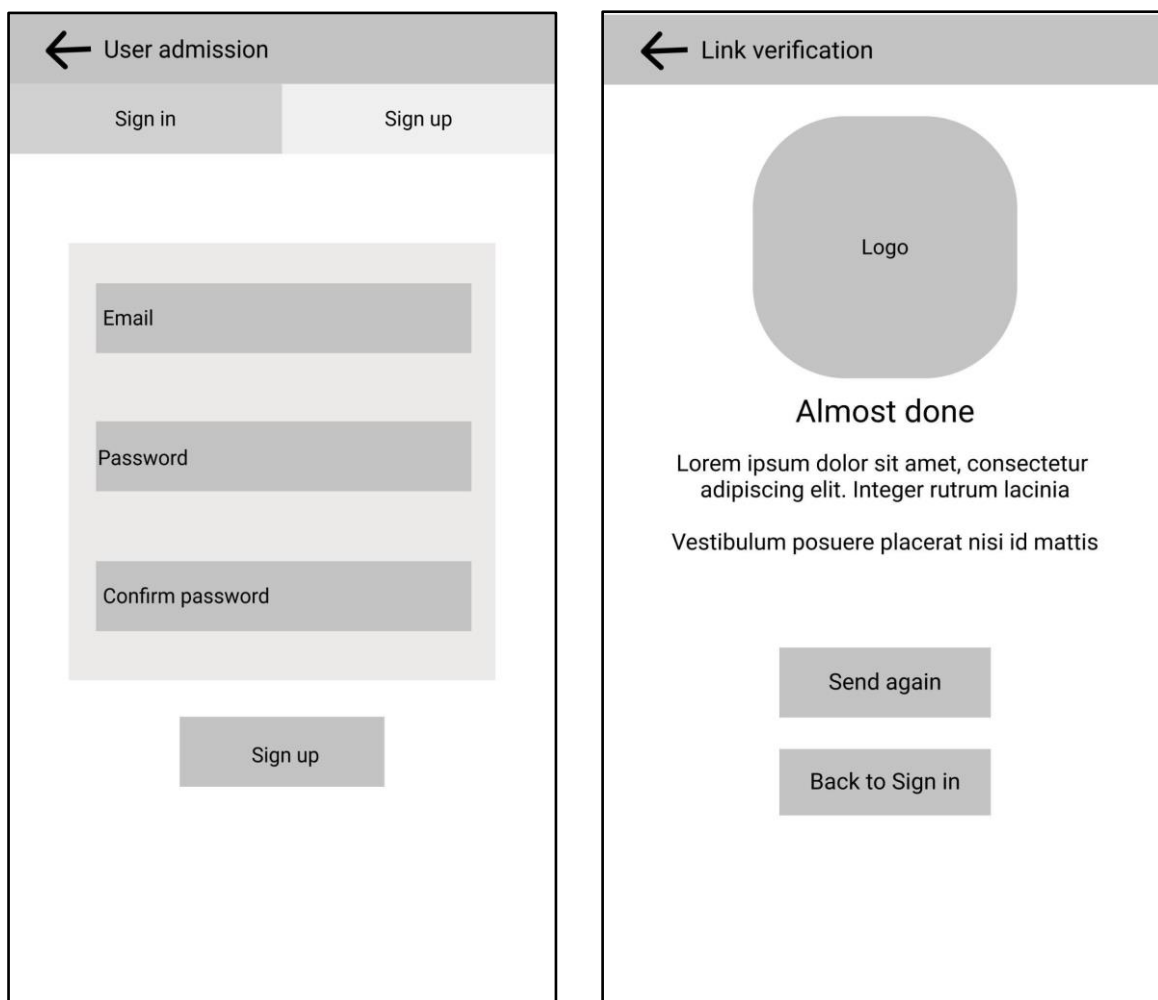 User admission
Sign in
Sign up
Email
Password
Confirm password
Sign up
Link verification
Logo
Almost done
Lorem ipsum dolor sit amet, consectetur
adipiscing elit. Integer rutrum lacinia
Vestibulum posuere placerat nisi id mattis
Send again
Back to Sign in